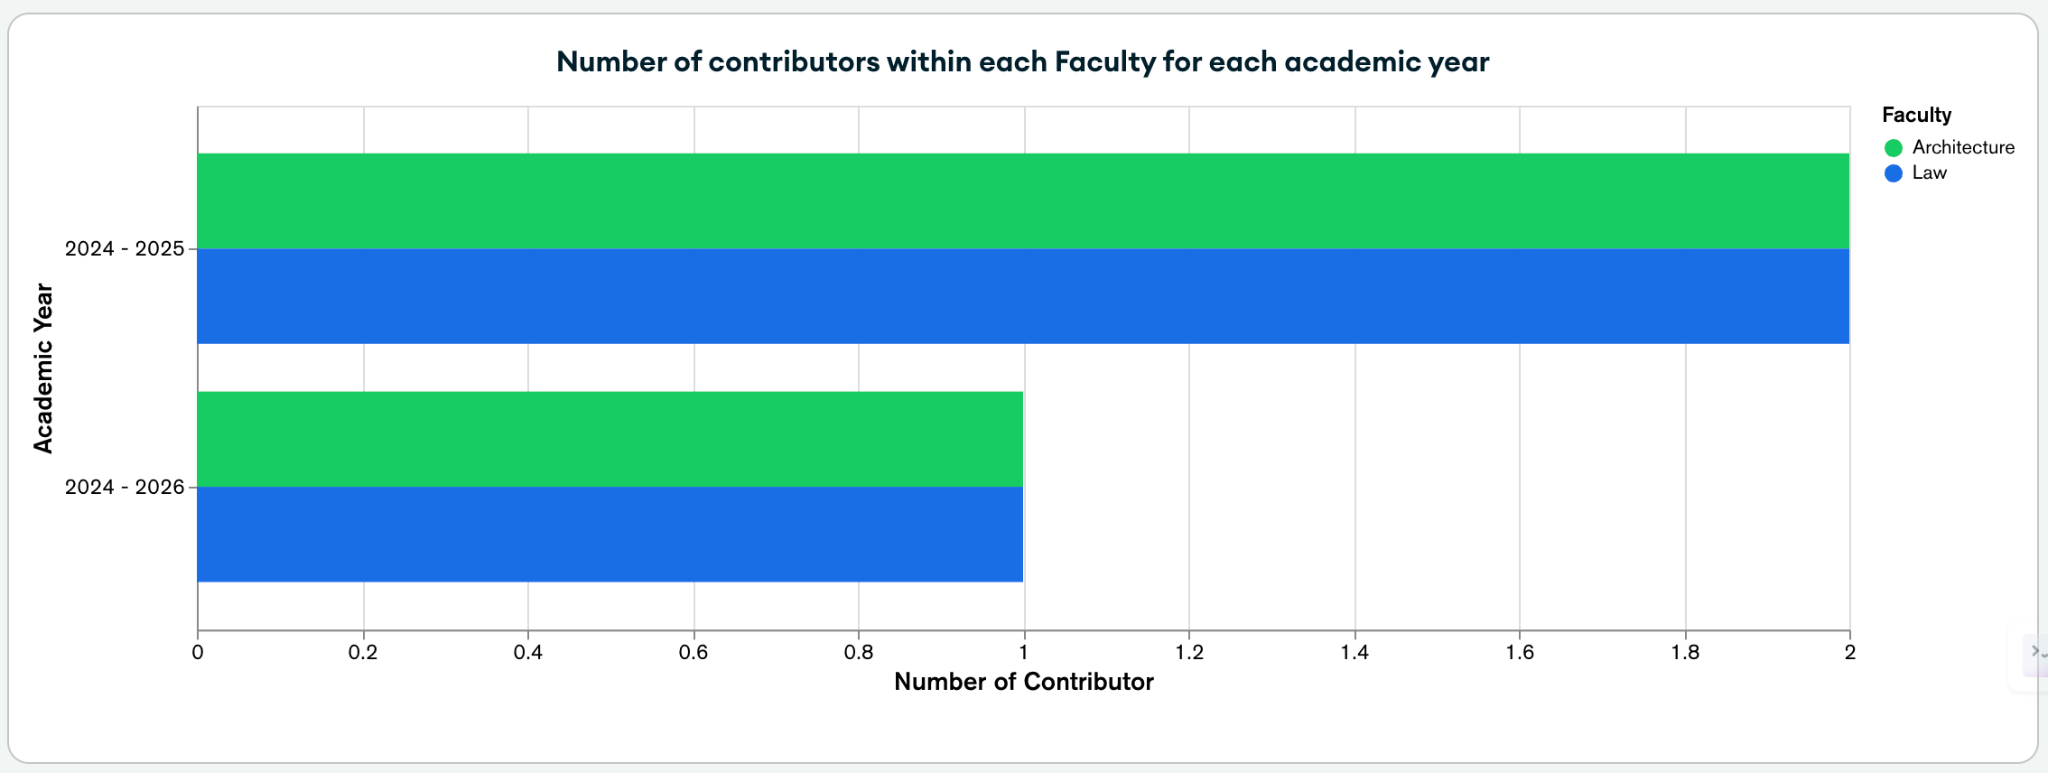 Number of contributors within each Faculty for each academic year
Faculty
Architecture
Law
Academic Year
2024 - 2025
2024 - 2026
0 0.2 0.4 0.6 0.8 1 1.2 1.4 1.6 1.8 2
Number of Contributor